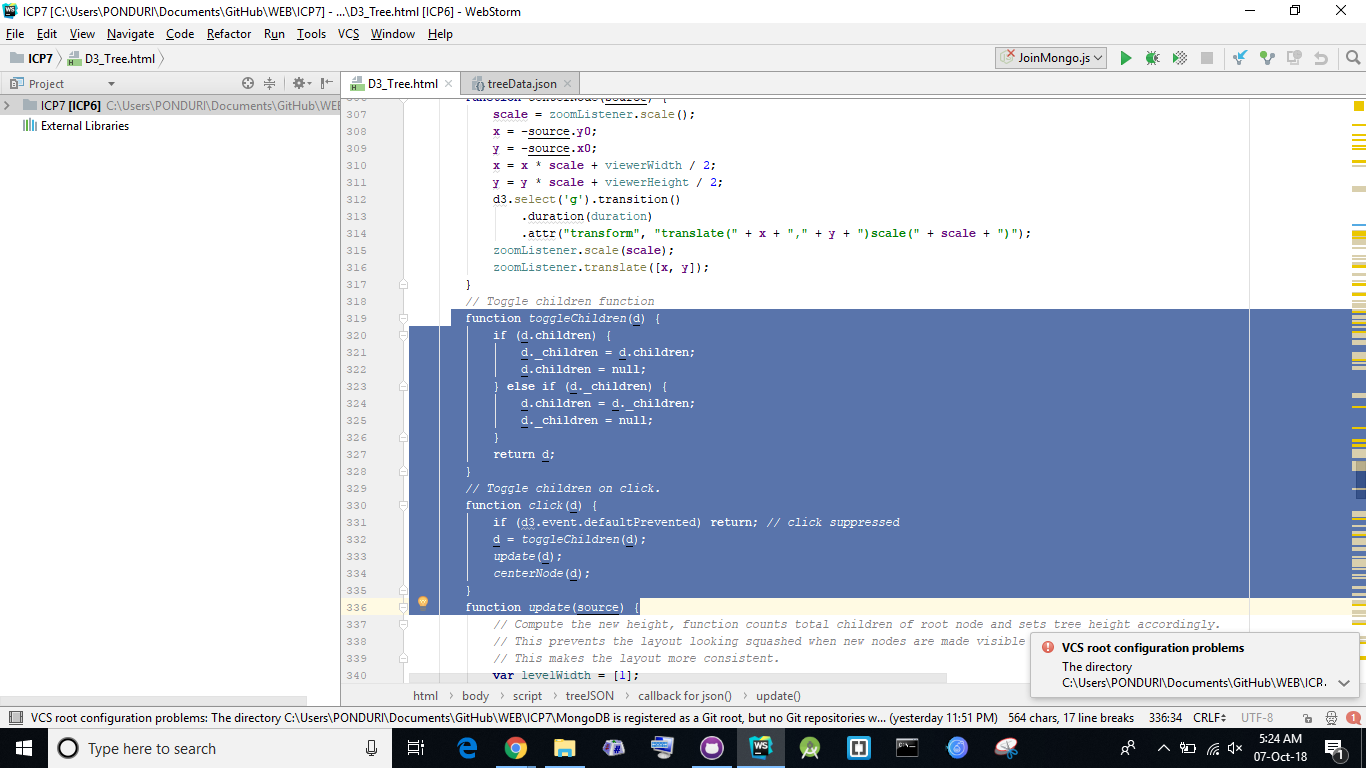 ICP7 [C:\Users\PONDURI\Documents\GitHub\WEB\ICP7] - ...\D3_Tree.html [ICP6] - WebStorm
File Edit View Navigate Code Refactor Run Tools VCS Window Help
ICP7 D3_Tree.html JoinMongo.js
Project D3_Tree.html treeData.json
ICP7 [ICP6] C:\Users\PONDURI\Documents\GitHub\WEB
External Libraries
306 function centerNode(source) {
307 scale = zoomListener.scale();
308 x = -source.y0;
309 y = -source.x0;
310 x = x * scale + viewerWidth / 2;
311 y = y * scale + viewerHeight / 2;
312 d3.select('g').transition()
313 .duration(duration)
314 .attr("transform", "translate(" + x + "," + y + ")scale(" + scale + ")");
315 zoomListener.scale(scale);
316 zoomListener.translate([x, y]);
317 }
318 // Toggle children function
319 function toggleChildren(d) {
320 if (d.children) {
321 d._children = d.children;
322 d.children = null;
323 } else if (d._children) {
324 d.children = d._children;
325 d._children = null;
326 }
327 return d;
328 }
329 // Toggle children on click.
330 function click(d) {
331 if (d3.event.defaultPrevented) return; // click suppressed
332 d = toggleChildren(d);
333 update(d);
334 centerNode(d);
335 }
336 function update(source) {
337 // Compute the new height, function counts total children of root node and sets tree height accordingly.
338 // This prevents the layout looking squashed when new nodes are made visible
339 // This makes the layout more consistent.
340 var levelWidth = [1];
VCS root configuration problems
The directory
C:\Users\PONDURI\Documents\GitHub\WEB\ICP
html body script treeJSON callback for json() update()
VCS root configuration problems: The directory C:\Users\PONDURI\Documents\GitHub\WEB\ICP7\MongoDB is registered as a Git root, but no Git repositories w... (yesterday 11:51 PM) 564 chars, 17 line breaks 336:34 CRLF UTF-8 1
Type here to search
5:24 AM
07-Oct-18
1